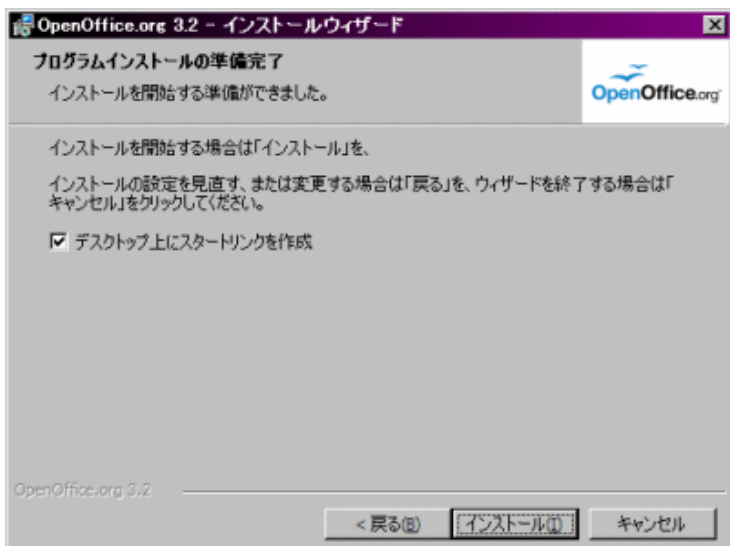 OpenOffice.org 3.2 - インストールウィザード
プログラムインストールの準備完了
インストールを開始する準備ができました。
OpenOffice.org
インストールを開始する場合は「インストール」を、
インストールの設定を見直す、または変更する場合は「戻る」を、ウィザードを終了する場合は「
キャンセル」をクリックしてください。
デスクトップ上にスタートリンクを作成
OpenOffice.org 3.2
< 戻る(B) インストール(I) キャンセル